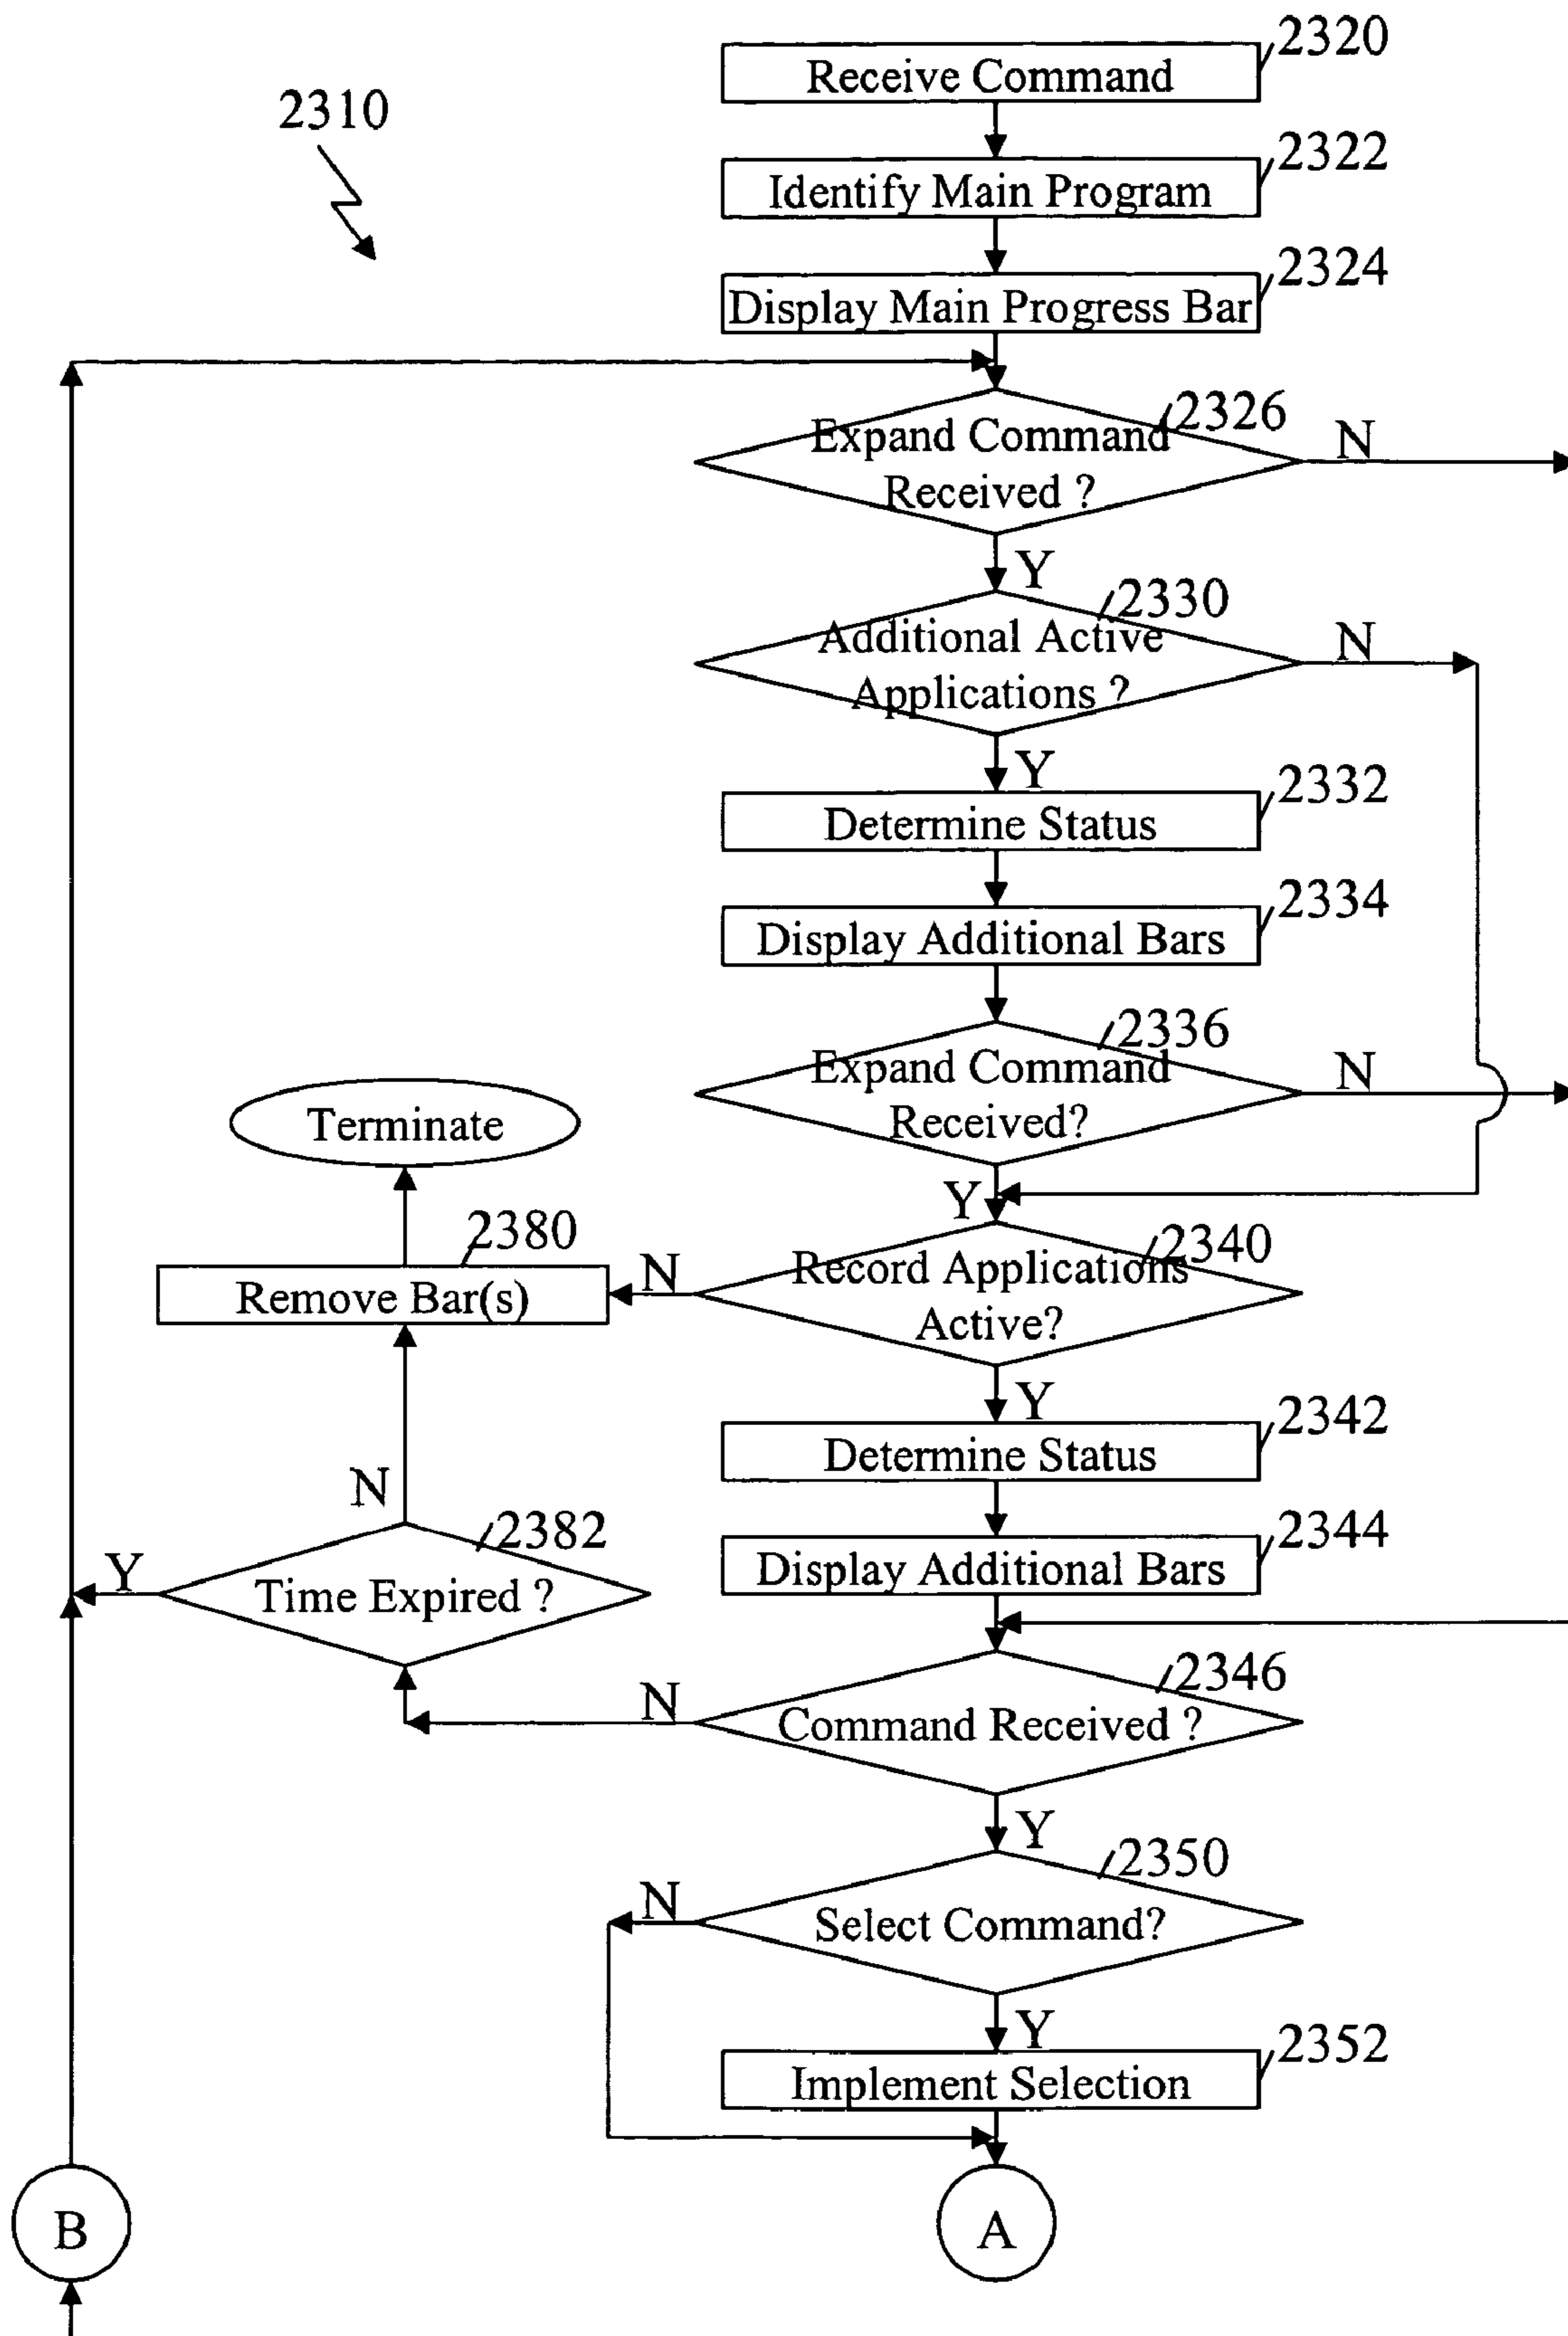 2320
Receive Command
2310
2322
Identify Main Program
2324
Display Main Progress Bar
2326
Expand Command
Received ?
N
Y
2330
Additional Active
Applications ?
N
Y
2332
Determine Status
2334
Display Additional Bars
2336
Expand Command
Received?
N
Y
Terminate
2380
Remove Bar(s)
N
2340
Record Applications
Active?
Y
2342
Determine Status
N
2382
Time Expired ?
Y
2344
Display Additional Bars
2346
Command Received ?
N
Y
2350
Select Command?
N
Y
2352
Implement Selection
B
A